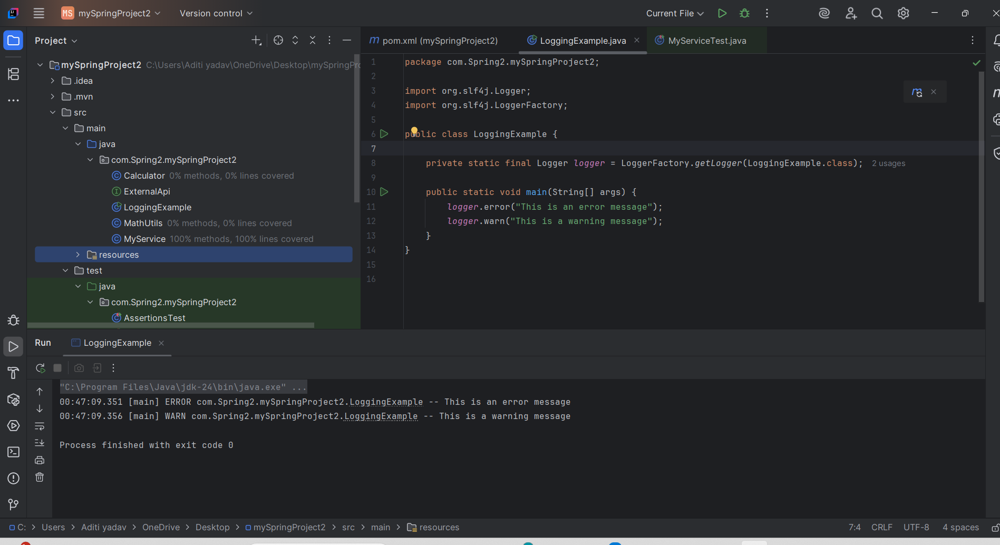 MS mySpringProject2 Version control Current File
Project
pom.xml (mySpringProject2) LoggingExample.java MyServiceTest.java
mySpringProject2 C:\Users\Aditi yadav\OneDrive\Desktop\mySpringPr
.idea
.mvn
src
main
java
com.Spring2.mySpringProject2
Calculator 0% methods, 0% lines covered
ExternalApi
LoggingExample
MathUtils 0% methods, 0% lines covered
MyService 100% methods, 100% lines covered
resources
test
java
com.Spring2.mySpringProject2
AssertionsTest
1 package com.Spring2.mySpringProject2;
2
3 import org.slf4j.Logger;
4 import org.slf4j.LoggerFactory;
5
6 public class LoggingExample {
7
8 private static final Logger logger = LoggerFactory.getLogger(LoggingExample.class); 2 usages
9
10 public static void main(String[] args) {
11 logger.error("This is an error message");
12 logger.warn("This is a warning message");
13 }
14 }
15
16
Run LoggingExample
"C:\Program Files\Java\jdk-24\bin\java.exe" ...
00:47:09.351 [main] ERROR com.Spring2.mySpringProject2.LoggingExample -- This is an error message
00:47:09.356 [main] WARN com.Spring2.mySpringProject2.LoggingExample -- This is a warning message
Process finished with exit code 0
C: > Users > Aditi yadav > OneDrive > Desktop > mySpringProject2 > src > main > resources 7:4 CRLF UTF-8 4 spaces